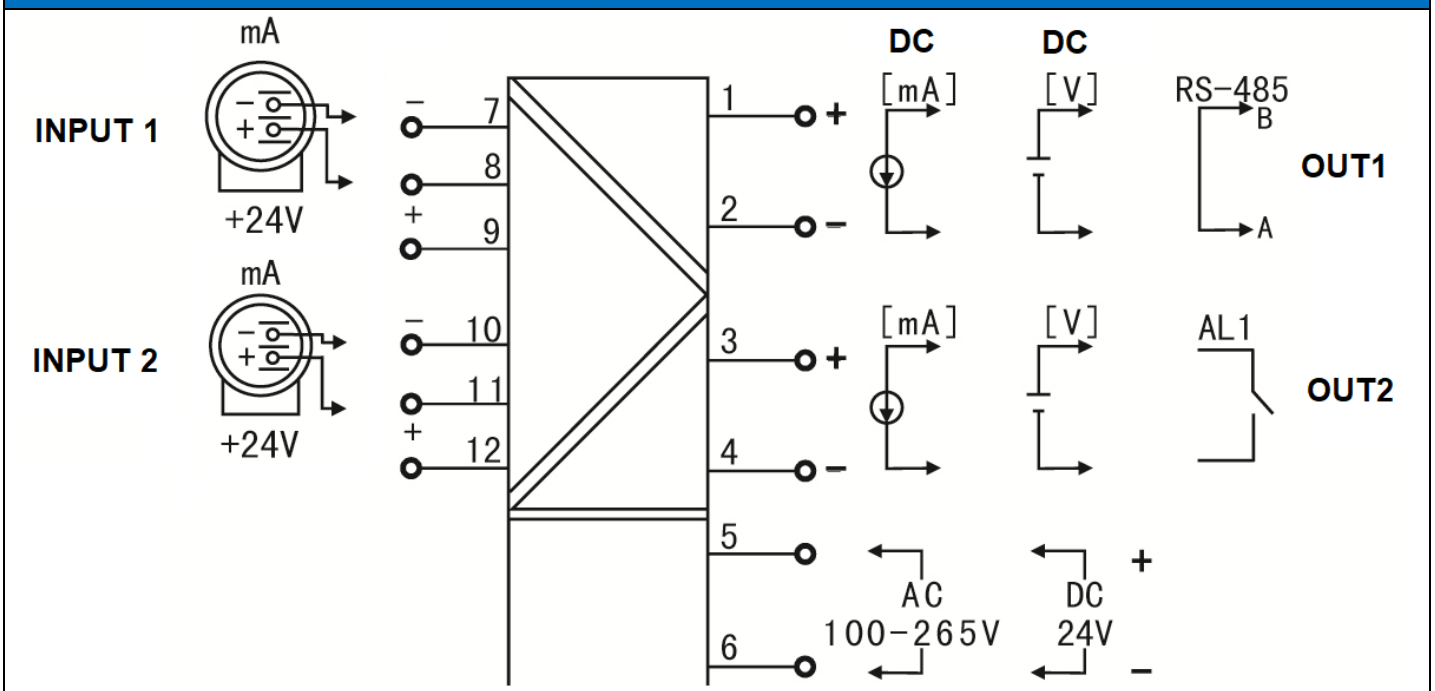 mA
DC
DC
INPUT 1
−
+
+24V
−
7
8
+
9
1
+
2
−
[mA]
[V]
RS-485
B
A
OUT1
mA
INPUT 2
−
+
+24V
−
10
11
+
12
3
+
4
−
[mA]
[V]
AL1
OUT2
5
6
AC
100-265V
DC
24V
+
−